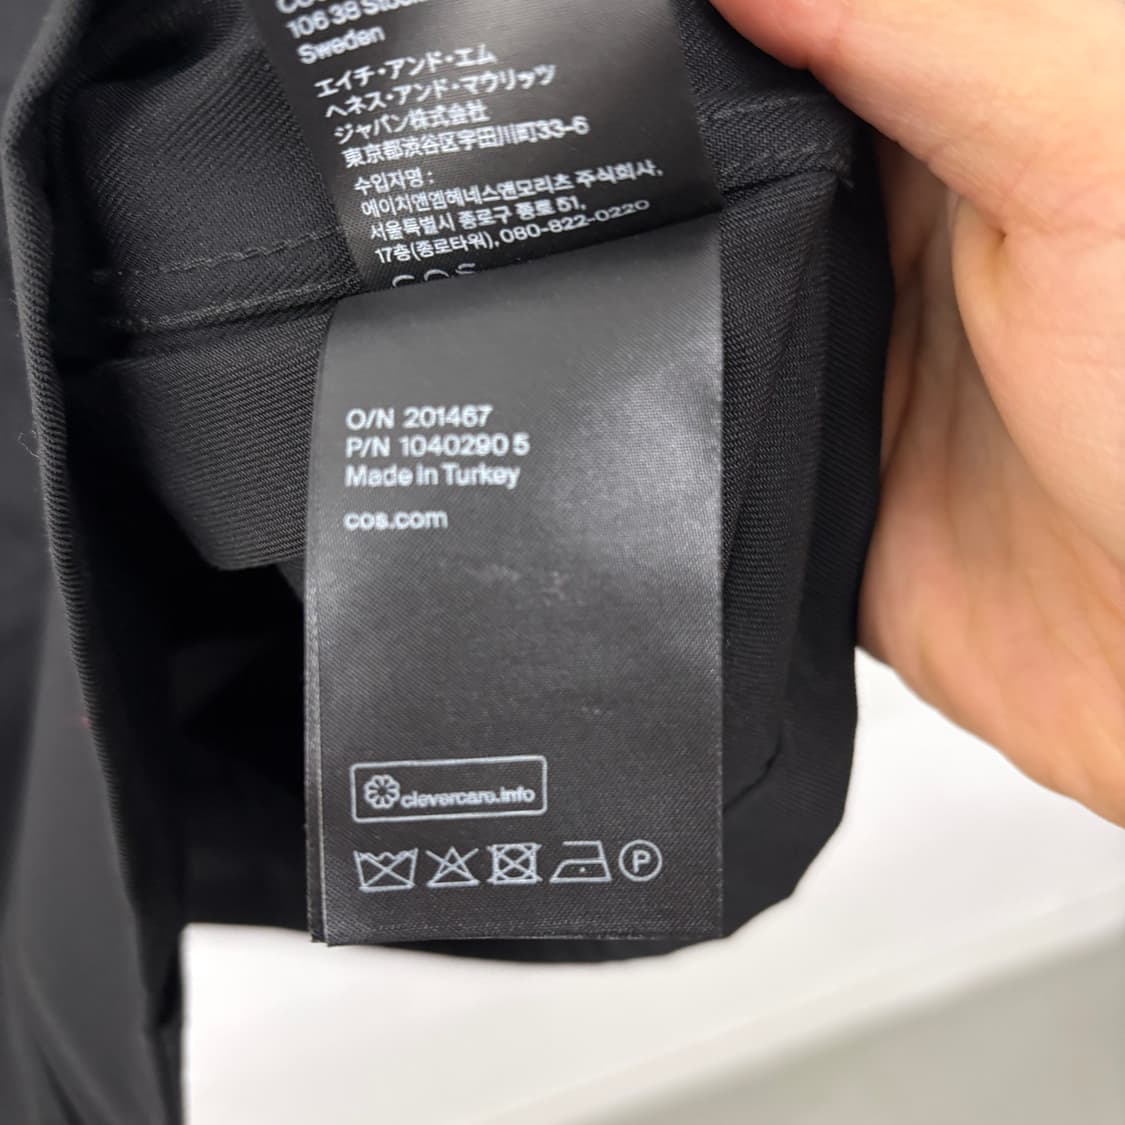 106 38 Stock
Sweden
エイチ・アンド・エム
ヘネス・アンド・マウリッツ
ジャパン株式会社
東京都渋谷区宇田川町33-6
수입자명 :
에이치앤엠헤네스앤모리츠 주식회사,
서울특별시 종로구 종로 51,
17층(종로타워), 080-822-0220
COS
O/N 201467
P/N 1040290 5
Made in Turkey
cos.com
clevercare.info
P